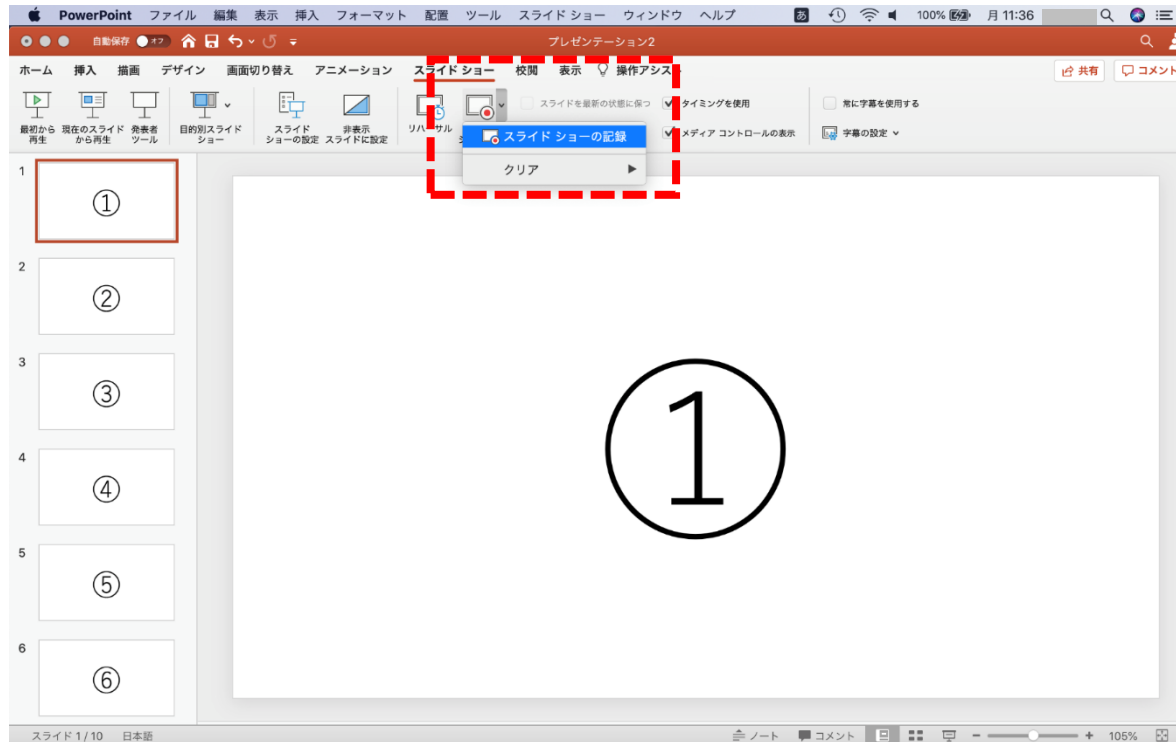 PowerPoint ファイル 編集 表示 挿入 フォーマット 配置 ツール スライド ショー ウィンドウ ヘルプ あ 100% 月 11:36
自動保存 オフ プレゼンテーション2
ホーム 挿入 描画 デザイン 画面切り替え アニメーション スライド ショー 校閲 表示 操作アシス 共有 コメント
最初から 再生
現在のスライド から再生
発表者 ツール
目的別スライド ショー
スライド ショーの設定
非表示 スライドに設定
リハーサル
スライドを最新の状態に保つ
タイミングを使用
メディア コントロールの表示
常に字幕を使用する
字幕の設定
スライド ショーの記録
クリア
1
①
2
②
3
③
4
④
5
⑤
6
⑥
①
スライド 1 / 10 日本語 ノート コメント 105%